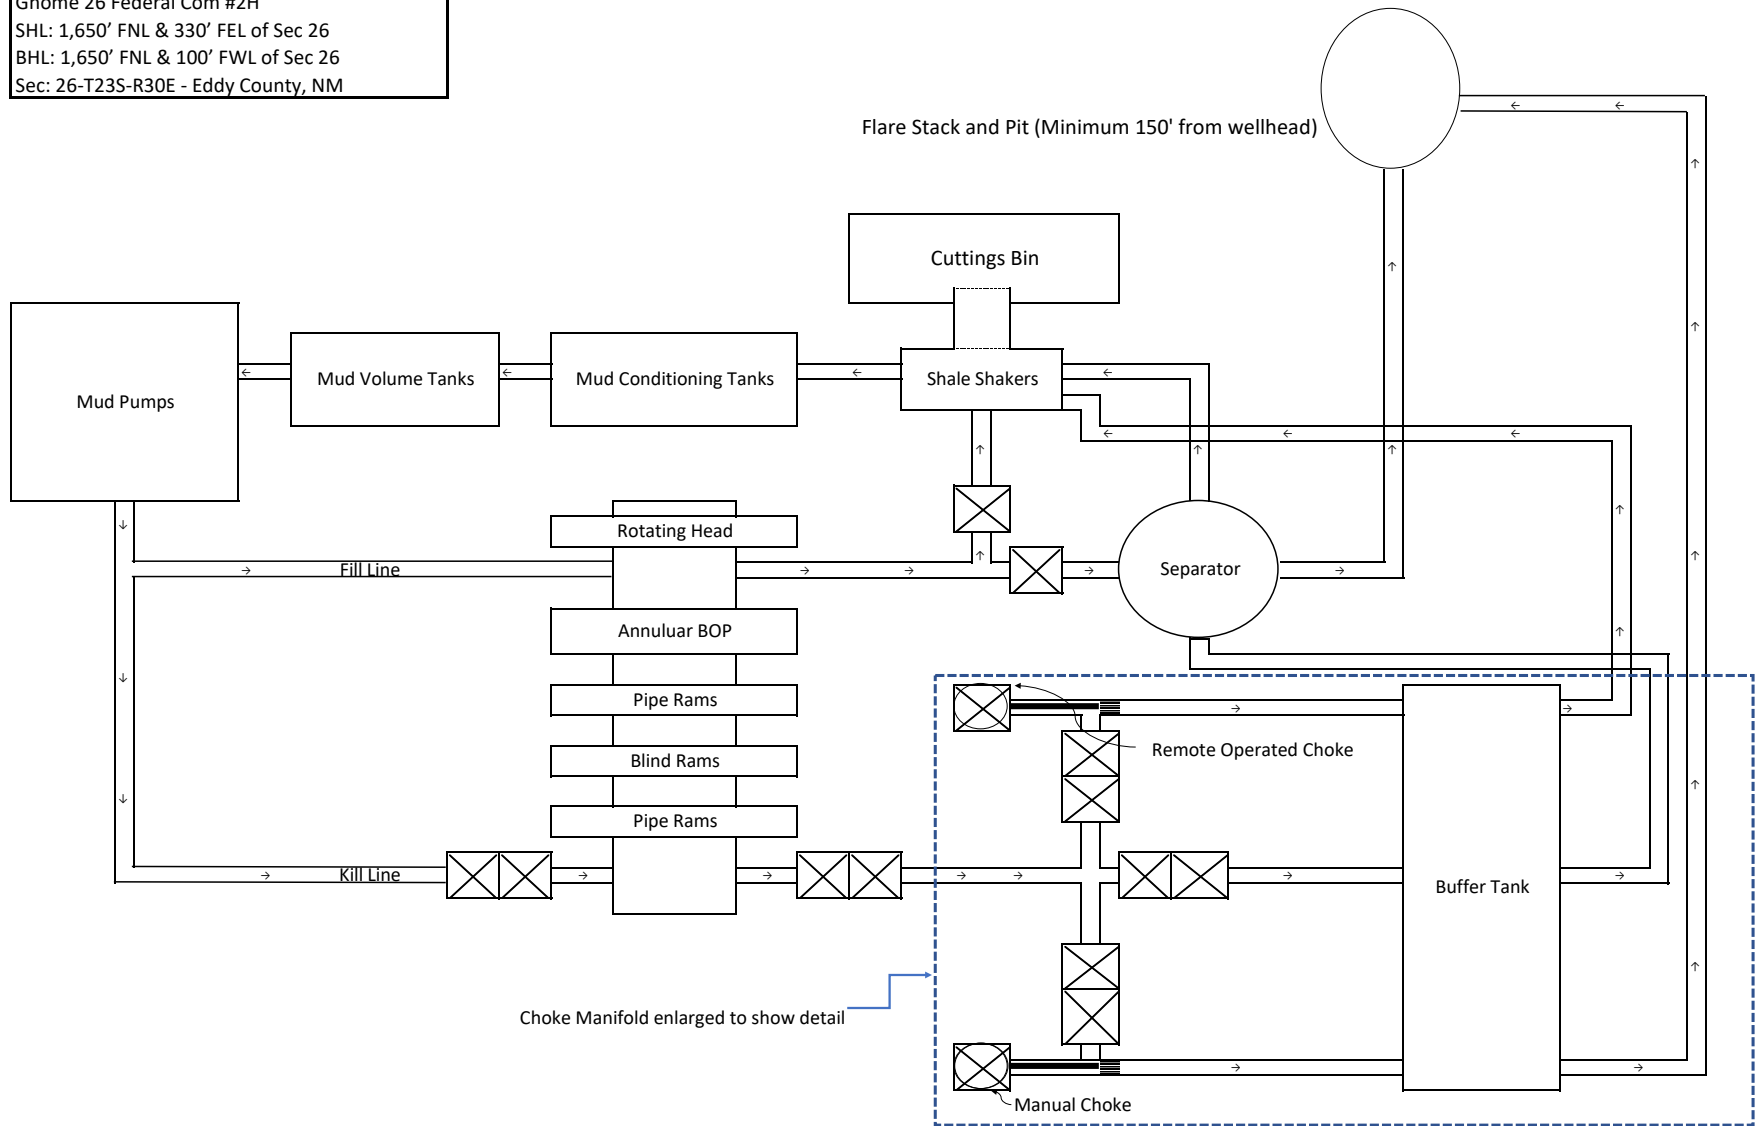 Gnome 26 Federal Com #2H
SHL: 1,650’ FNL & 330’ FEL of Sec 26
BHL: 1,650’ FNL & 100’ FWL of Sec 26
Sec: 26-T23S-R30E - Eddy County, NM
Flare Stack and Pit (Minimum 150' from wellhead)
Cuttings Bin
Mud Pumps
Mud Volume Tanks
Mud Conditioning Tanks
Shale Shakers
Rotating Head
Fill Line
Separator
Annuluar BOP
Pipe Rams
Remote Operated Choke
Blind Rams
Pipe Rams
Kill Line
Buffer Tank
Choke Manifold enlarged to show detail
Manual Choke